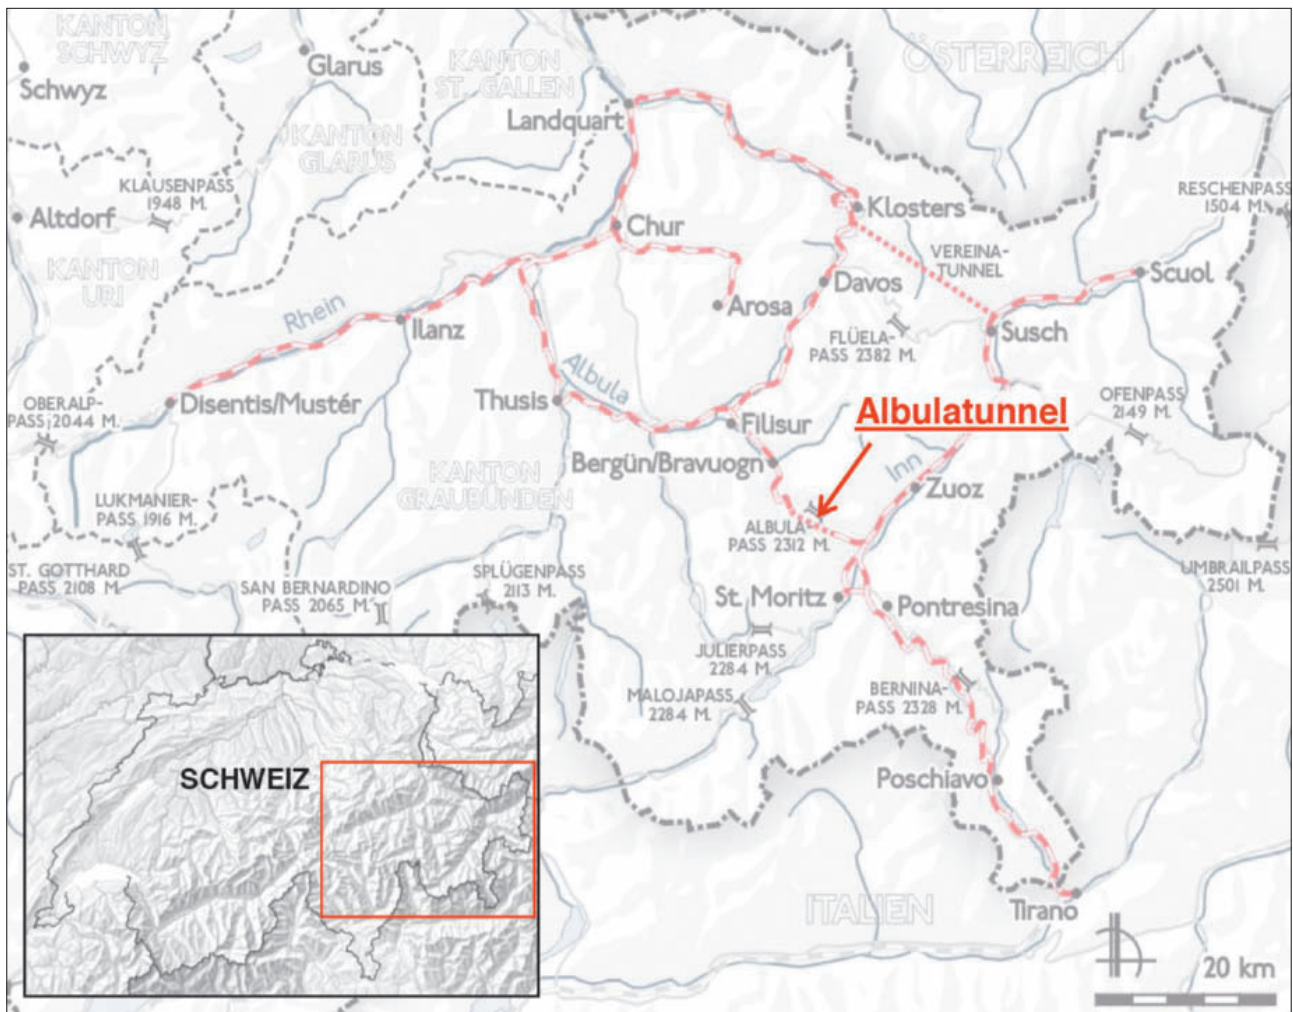 KANTON
SCHWYZ
Glarus
Schwyz
KANTON
ST. GALLEN
ÖSTERREICH
Landquart
KANTON
GLARUS
KLAUSENPASS
1948 M.
Altdorf
KANTON
URI
Chur
Klosters
RESCHENPASS
1504 M.
VEREINA-
TUNNEL
Scuol
Davos
Arosa
Rhein
Ilanz
FLÜELA-
PASS 2382 M.
Susch
Albula
OBERALP-
PASS 2044 M.
Disentis/Mustér
Thusis
Filisur
Albulatunnel
OFENPASS
2149 M.
Bergün/Bravuogn
KANTON
GRAUBÜNDEN
Inn
Zuoz
LUKMANIER-
PASS 1916 M.
ALBULA-
PASS 2312 M.
ST. GOTTHARD
PASS 2108 M.
SAN BERNARDINO
PASS 2065 M.
SPLÜGENPASS
2113 M.
UMBRAILPASS
2501 M.
St. Moritz
Pontresina
JULIERPASS
2284 M.
MALOJAPASS
2284 M.
BERNINA-
PASS 2328 M.
SCHWEIZ
Poschiavo
ITALIEN
Tirano
20 km